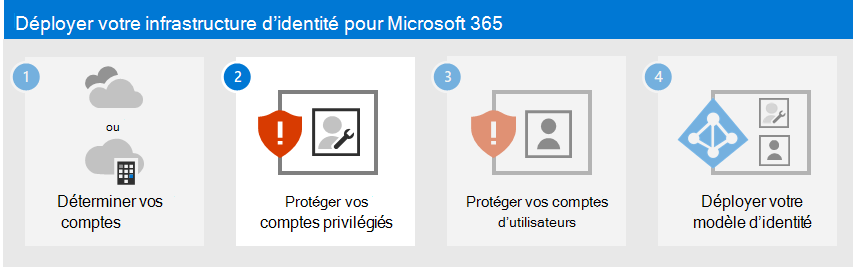 Déployer votre infrastructure d’identité pour Microsoft 365
1
ou
Déterminer vos
comptes
2
Protéger vos
comptes privilégiés
3
Protéger vos comptes
d’utilisateurs
4
Déployer votre
modèle d’identité